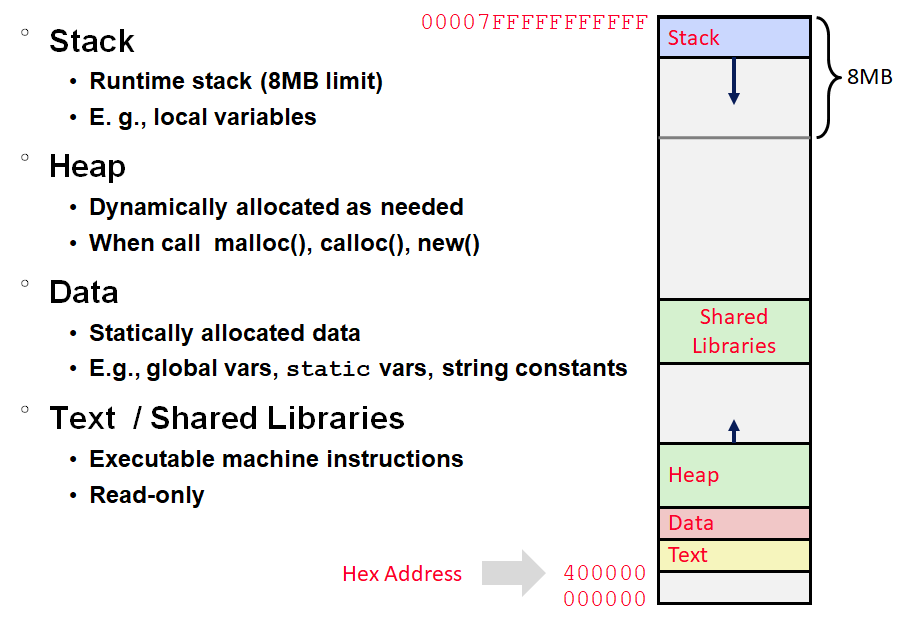 Stack
• Runtime stack (8MB limit)
• E. g., local variables
Heap
• Dynamically allocated as needed
• When call malloc(), calloc(), new()
Data
• Statically allocated data
• E.g., global vars, static vars, string constants
Text / Shared Libraries
• Executable machine instructions
• Read-only
00007FFFFFFFFFFF
Stack
8MB
Shared
Libraries
Heap
Data
Text
Hex Address
400000
000000